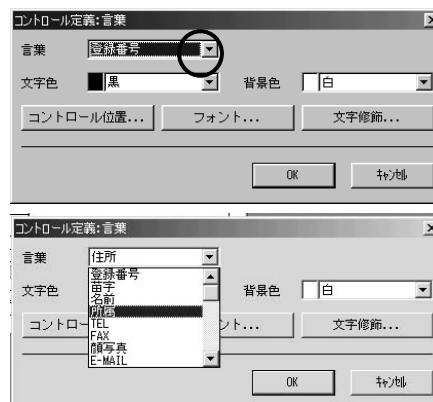 コントロール定義:言葉
言葉 登録番号
文字色 黒 背景色 白
コントロール位置... フォント... 文字修飾...
OK キャンセル
コントロール定義:言葉
言葉 住所
登録番号
苗字
文字色 名前 背景色 白
所属
コントロー TEL ント... 文字修飾...
FAX
顔写真
E-MAIL
OK キャンセル